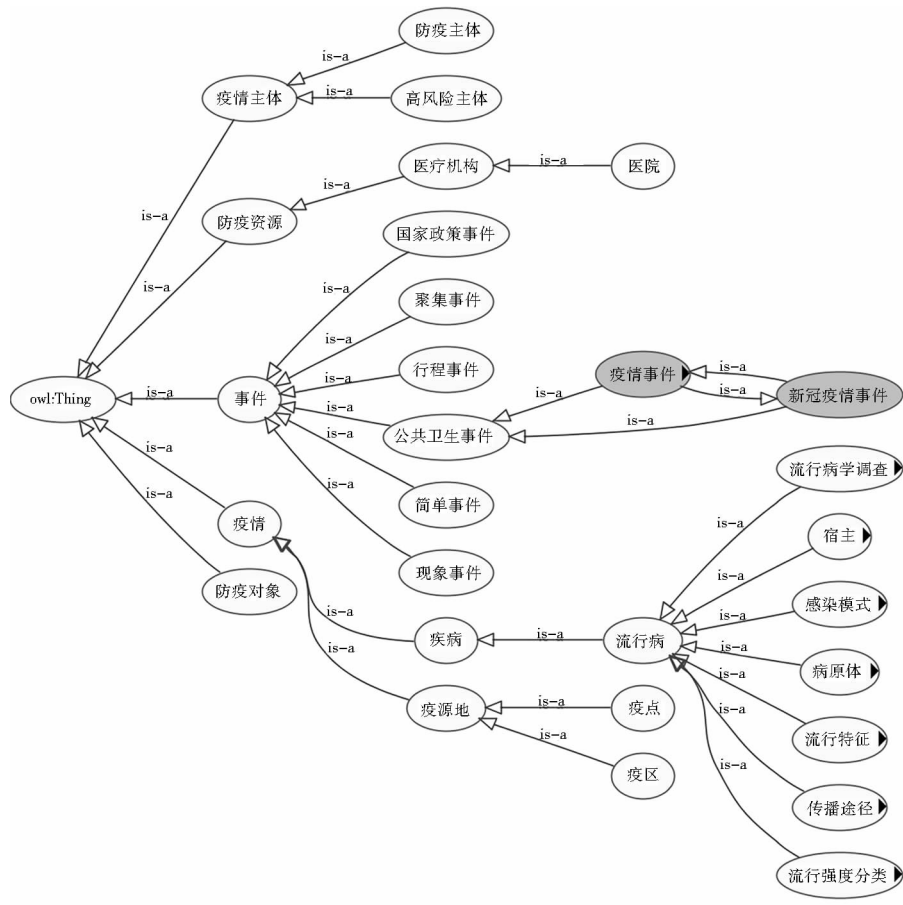 防疫主体
is-a
疫情主体
is-a
高风险主体
医疗机构
is-a
医院
is-a
is-a
防疫资源
国家政策事件
is-a
is-a
聚集事件
is-a
行程事件
疫情事件
is-a
is-a
owl:Thing
is-a
事件
is-a
is-a
is-a
新冠疫情事件
is-a
公共卫生事件
is-a
is-a
流行病学调查
is-a
is-a
简单事件
疫情
is-a
宿主
is-a
现象事件
is-a
防疫对象
感染模式
is-a
is-a
疾病
is-a
流行病
is-a
病原体
is-a
疫源地
is-a
疫点
is-a
流行特征
is-a
疫区
is-a
传播途径
流行强度分类